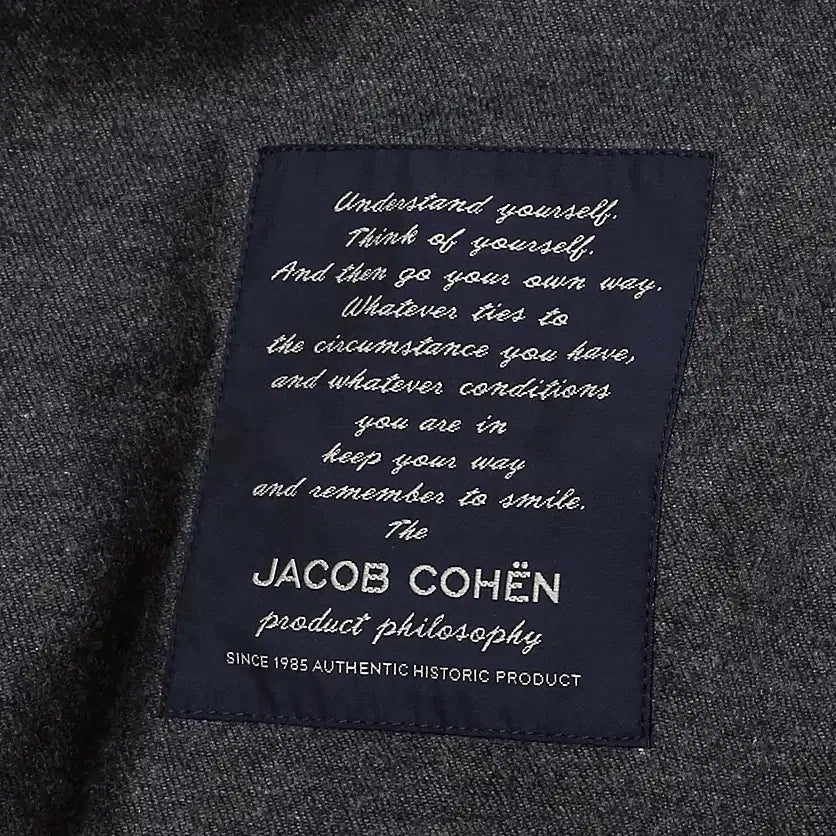 Understand yourself.
Think of yourself.
And then go your own way.
Whatever ties to
the circumstance you have,
and whatever conditions
you are in
keep your way
and remember to smile.
The
JACOB COHËN
product philosophy
SINCE 1985 AUTHENTIC HISTORIC PRODUCT